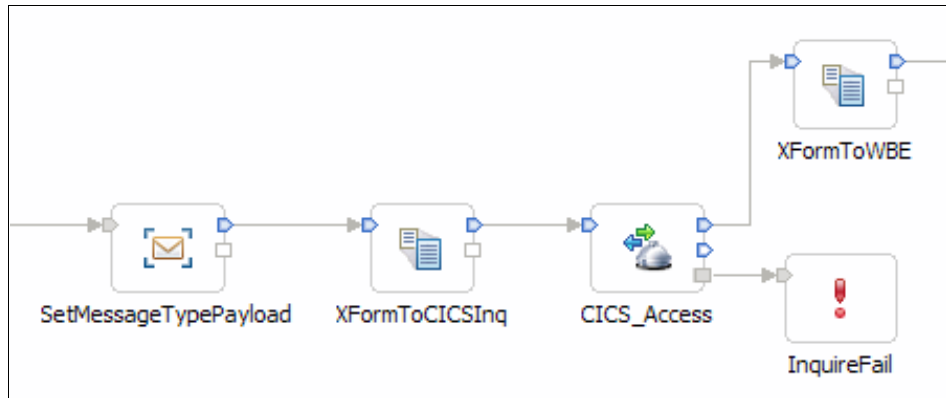 XFormToWBE
SetMessageTypePayload
XFormToCICSInq
CICS_Access
InquireFail